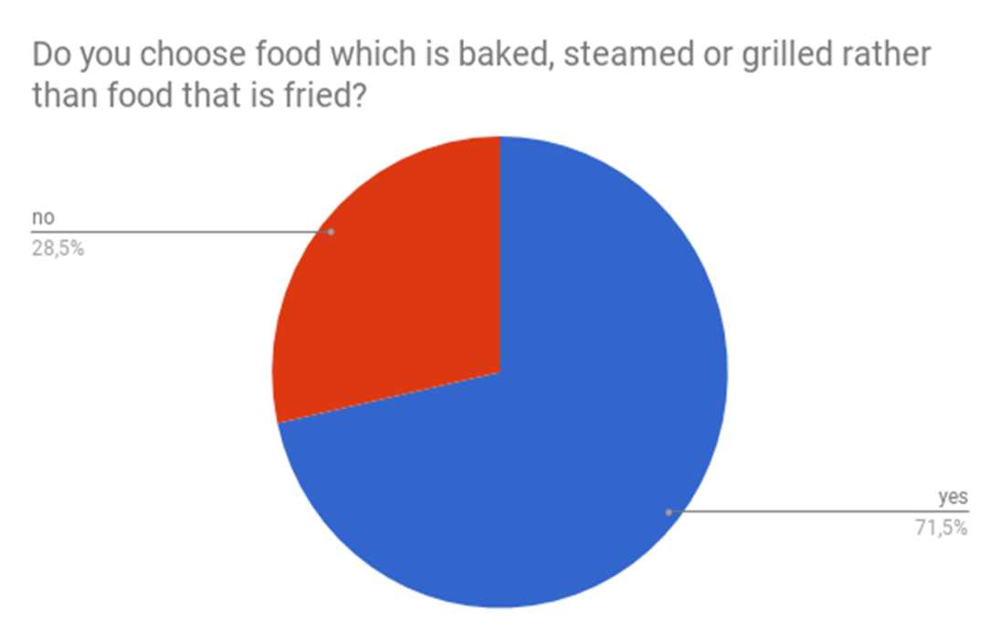 Do you choose food which is baked, steamed or grilled rather
than food that is fried?
no
28,5%
yes
71,5%